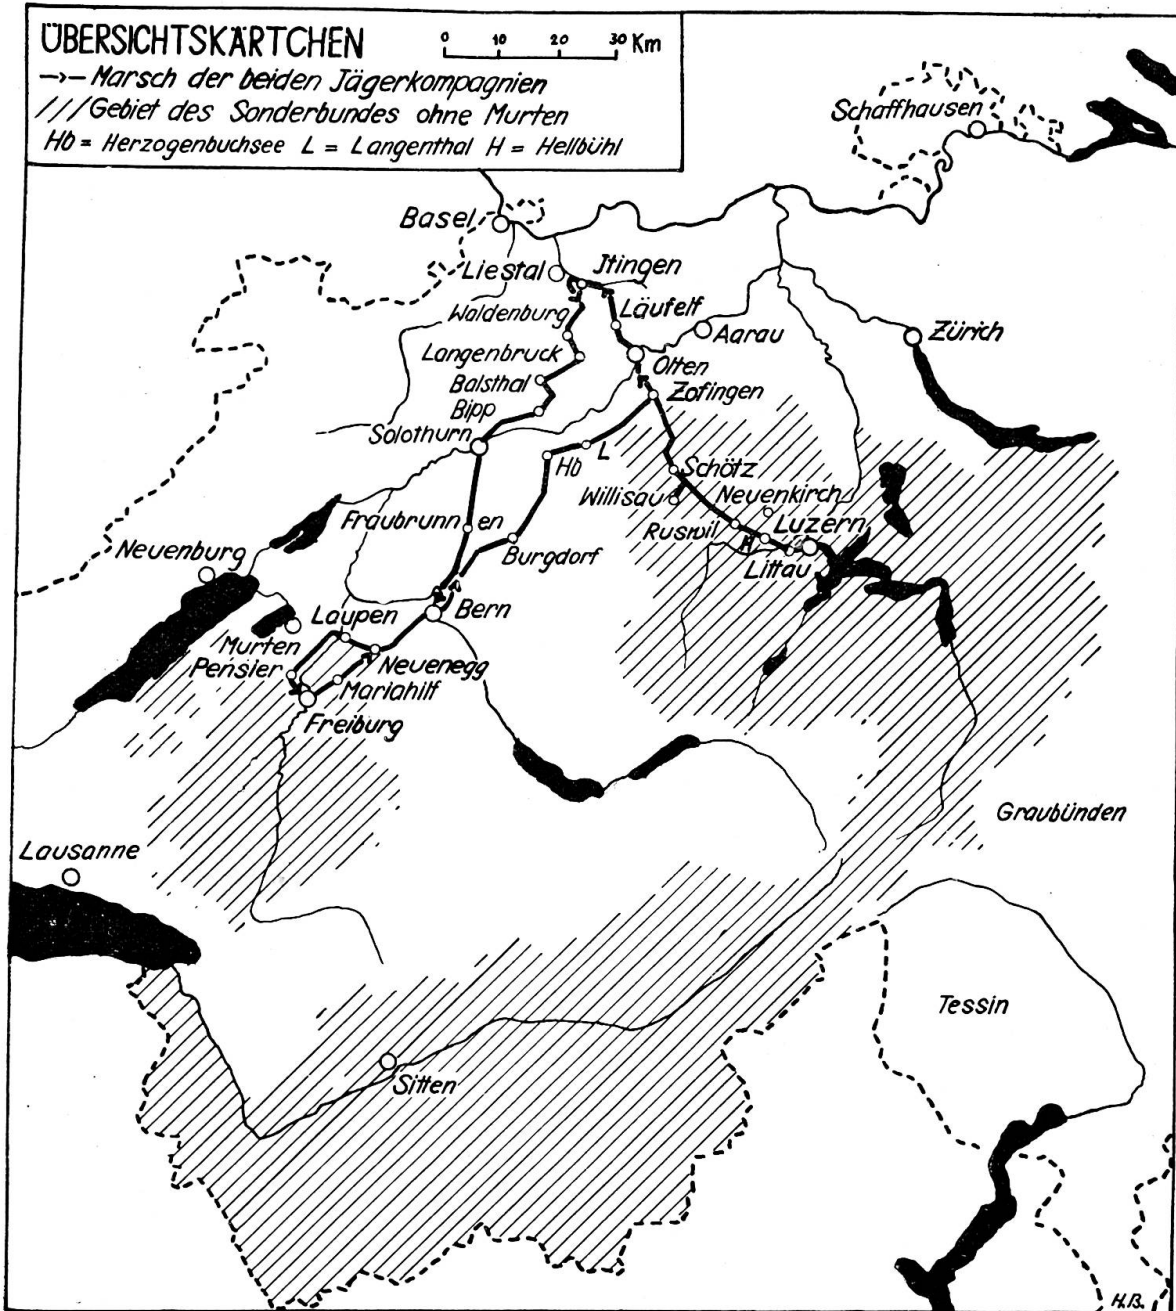 ÜBERSICHTSKÄRTCHEN
0 10 20 30 Km
→ Marsch der beiden Jägerkompagnien
/// Gebiet des Sonderbundes ohne Murten
Hb = Herzogenbuchsee L = Langenthal H = Hellbühl
Schaffhausen
Basel
Liestal
Jtingen
Waldenburg
Läufelf
Aarau
Zürich
Langenbruck
Olten
Balsthal
Zofingen
Bipp
Solothurn
L
Hb
Schötz
Willisau
Neuenkirch
Fraubrunnen
Ruswil
Luzern
H
Neuenburg
Burgdorf
Littau
Laupen
Bern
Murten
Pensier
Neuenegg
Mariahilf
Freiburg
Graubünden
Lausanne
Tessin
Sitten
H.B.